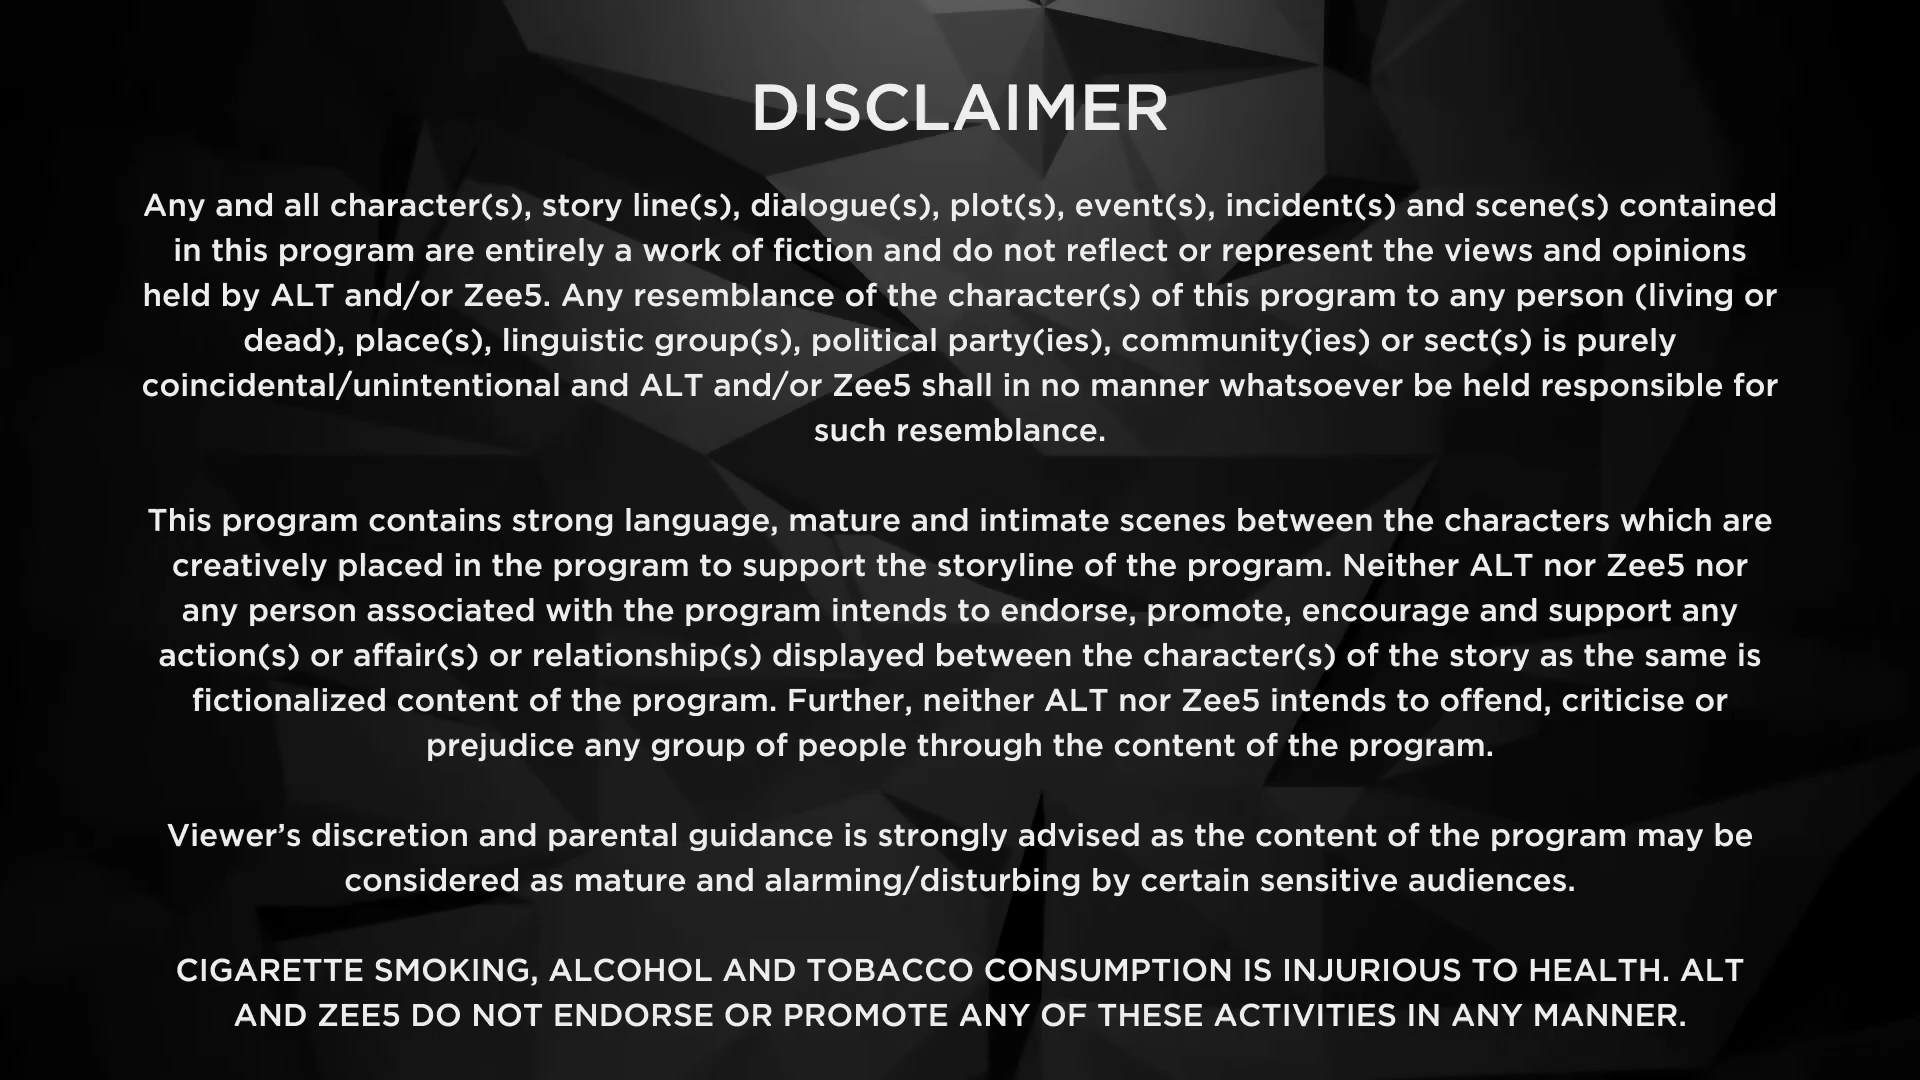 DISCLAIMER
Any and all character(s), story line(s), dialogue(s), plot(s), event(s), incident(s) and scene(s) contained
in this program are entirely a work of fiction and do not reflect or represent the views and opinions
held by ALT and/or Zee5. Any resemblance of the character(s) of this program to any person (living or
dead), place(s), linguistic group(s), political party(ies), community(ies) or sect(s) is purely
coincidental/unintentional and ALT and/or Zee5 shall in no manner whatsoever be held responsible for
such resemblance.
This program contains strong language, mature and intimate scenes between the characters which are
creatively placed in the program to support the storyline of the program. Neither ALT nor Zee5 nor
any person associated with the program intends to endorse, promote, encourage and support any
action(s) or affair(s) or relationship(s) displayed between the character(s) of the story as the same is
fictionalized content of the program. Further, neither ALT nor Zee5 intends to offend, criticise or
prejudice any group of people through the content of the program.
Viewer’s discretion and parental guidance is strongly advised as the content of the program may be
considered as mature and alarming/disturbing by certain sensitive audiences.
CIGARETTE SMOKING, ALCOHOL AND TOBACCO CONSUMPTION IS INJURIOUS TO HEALTH. ALT
AND ZEE5 DO NOT ENDORSE OR PROMOTE ANY OF THESE ACTIVITIES IN ANY MANNER.